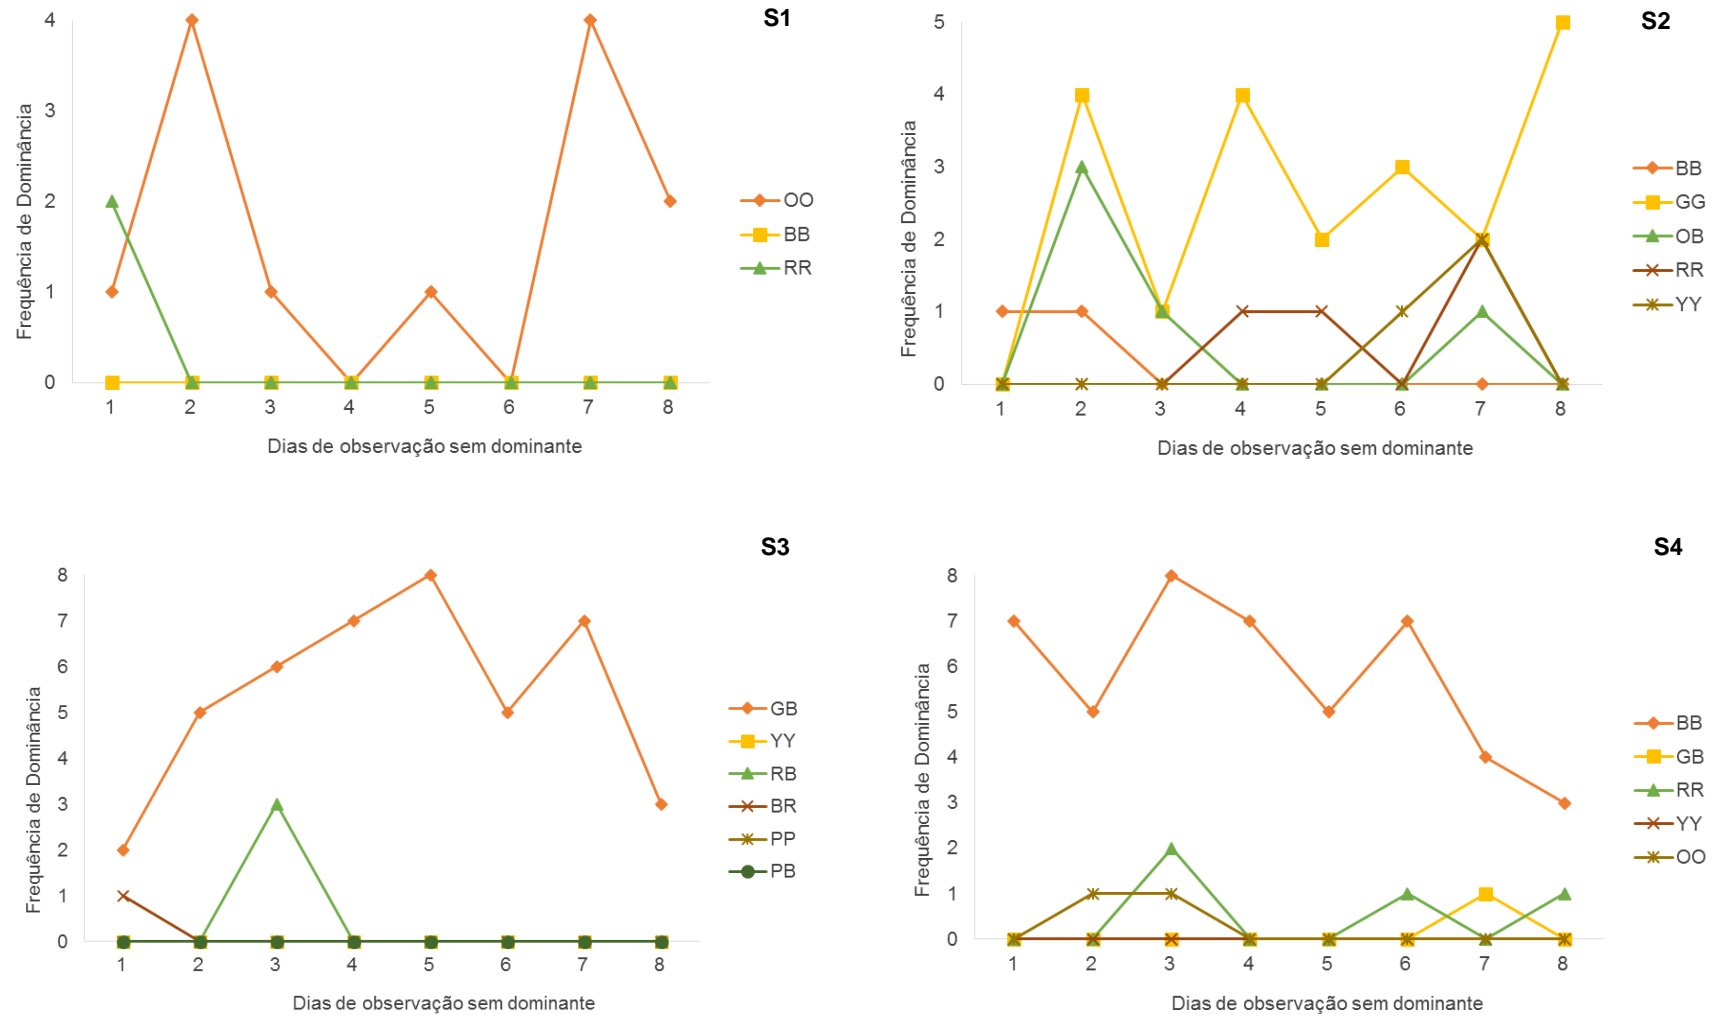 S1
Frequência de Dominância
4
3
2
1
0
1 2 3 4 5 6 7 8
Dias de observação sem dominante
OO
BB
RR
S2
Frequência de Dominância
5
4
3
2
1
0
1 2 3 4 5 6 7 8
Dias de observação sem dominante
BB
GG
OB
RR
YY
S3
Frequência de Dominância
8
7
6
5
4
3
2
1
0
1 2 3 4 5 6 7 8
Dias de observação sem dominante
GB
YY
RB
BR
PP
PB
S4
Frequência de Dominância
8
7
6
5
4
3
2
1
0
1 2 3 4 5 6 7 8
Dias de observação sem dominante
BB
GB
RR
YY
OO